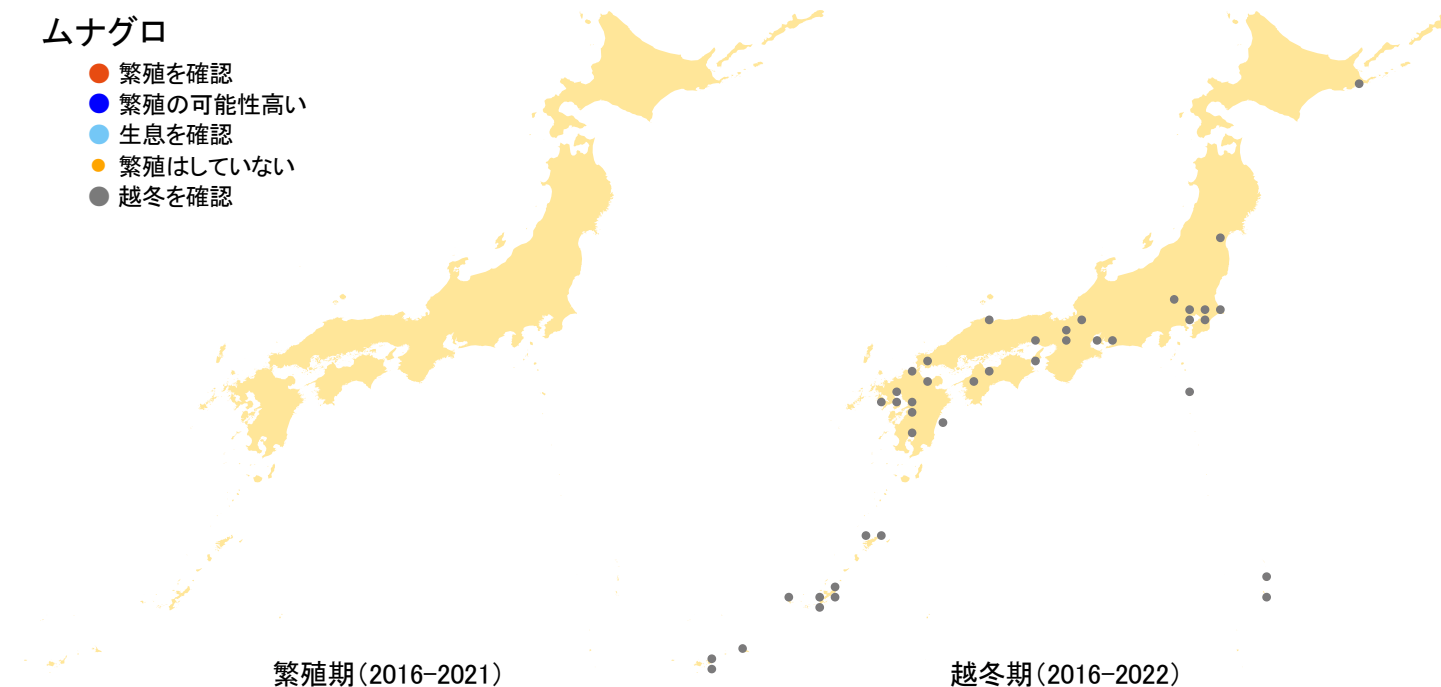 ムナグロ
繁殖を確認
繁殖の可能性高い
生息を確認
繁殖はしていない
越冬を確認
繁殖期(2016-2021)
越冬期(2016-2022)